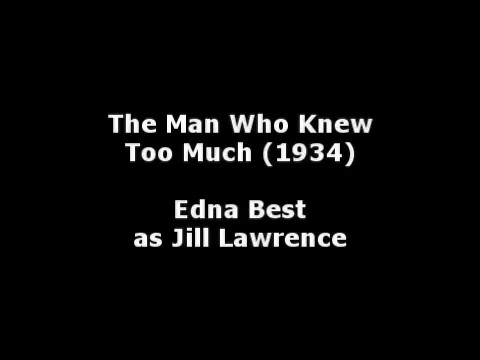 The Man Who Knew
Too Much (1934)
Edna Best
as Jill Lawrence